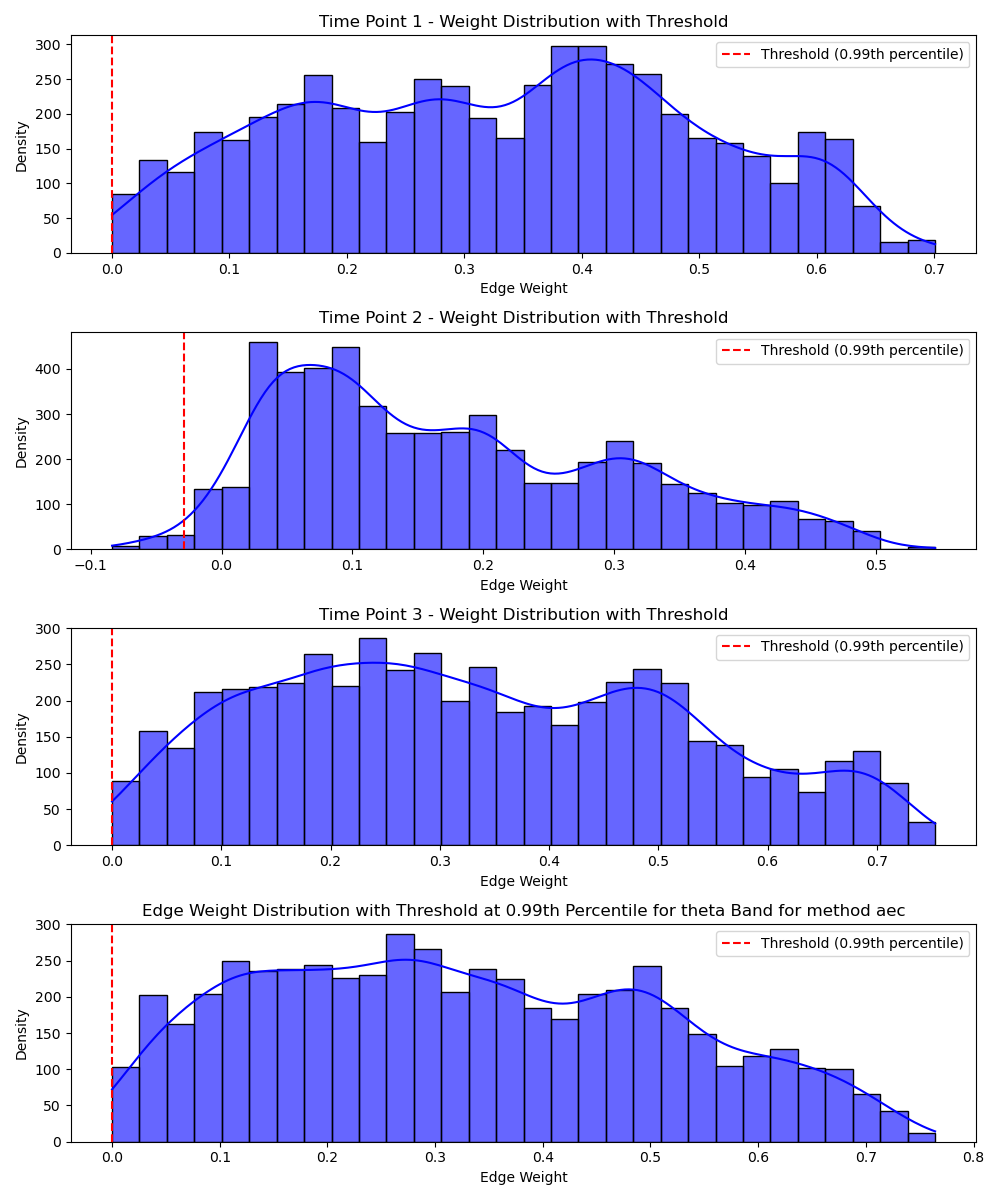 Time Point 1 - Weight Distribution with Threshold
Threshold (0.99th percentile)
Density
300
250
200
150
100
50
0
0.0 0.1 0.2 0.3 0.4 0.5 0.6 0.7
Edge Weight
Time Point 2 - Weight Distribution with Threshold
Threshold (0.99th percentile)
Density
400
300
200
100
0
−0.1 0.0 0.1 0.2 0.3 0.4 0.5
Edge Weight
Time Point 3 - Weight Distribution with Threshold
Threshold (0.99th percentile)
Density
300
250
200
150
100
50
0
0.0 0.1 0.2 0.3 0.4 0.5 0.6 0.7
Edge Weight
Edge Weight Distribution with Threshold at 0.99th Percentile for theta Band for method aec
Threshold (0.99th percentile)
Density
300
250
200
150
100
50
0
0.0 0.1 0.2 0.3 0.4 0.5 0.6 0.7 0.8
Edge Weight